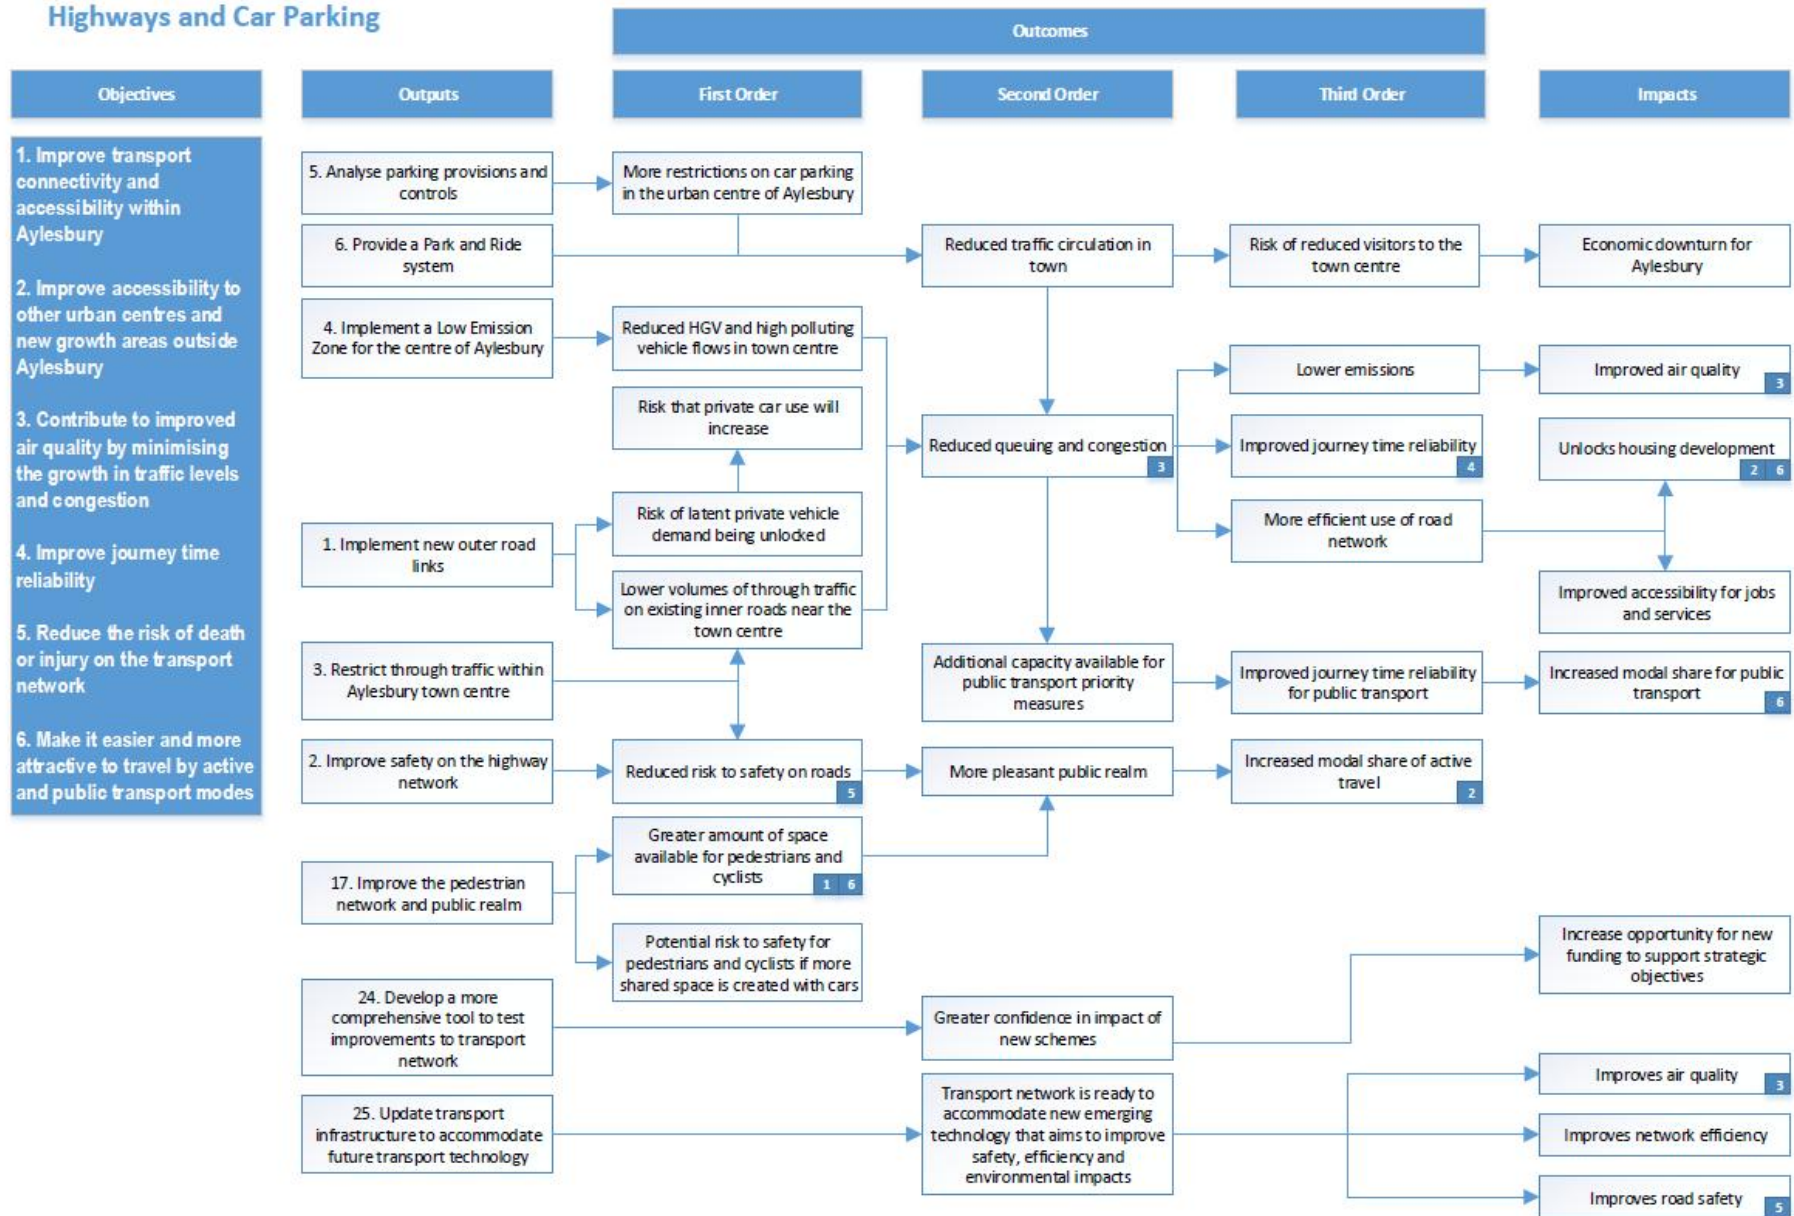 Highways and Car Parking
Outcomes
Objectives
Outputs
First Order
Second Order
Third Order
Impacts
1. Improve transport
connectivity and
accessibility within
Aylesbury
2. Improve accessibility to
other urban centres and
new growth areas outside
Aylesbury
3. Contribute to improved
air quality by minimising
the growth in traffic levels
and congestion
4. Improve journey time
reliability
5. Reduce the risk of death
or injury on the transport
network
6. Make it easier and more
attractive to travel by active
and public transport modes
5. Analyse parking provisions and
controls
More restrictions on car parking
in the urban centre of Aylesbury
6. Provide a Park and Ride
system
Reduced traffic circulation in
town
Risk of reduced visitors to the
town centre
Economic downturn for
Aylesbury
4. Implement a Low Emission
Zone for the centre of Aylesbury
Reduced HGV and high polluting
vehicle flows in town centre
Risk that private car use will
increase
Lower emissions
Improved air quality
3
Reduced queuing and congestion
3
Improved journey time reliability
4
Unlocks housing development
2 6
1. Implement new outer road
links
Risk of latent private vehicle
demand being unlocked
More efficient use of road
network
Lower volumes of through traffic
on existing inner roads near the
town centre
Improved accessibility for jobs
and services
3. Restrict through traffic within
Aylesbury town centre
Additional capacity available for
public transport priority
measures
Improved journey time reliability
for public transport
Increased modal share for public
transport
6
2. Improve safety on the highway
network
Reduced risk to safety on roads
5
More pleasant public realm
Increased modal share of active
travel
2
17. Improve the pedestrian
network and public realm
Greater amount of space
available for pedestrians and
cyclists
1 6
Potential risk to safety for
pedestrians and cyclists if more
shared space is created with cars
24. Develop a more
comprehensive tool to test
improvements to transport
network
Greater confidence in impact of
new schemes
Increase opportunity for new
funding to support strategic
objectives
25. Update transport
infrastructure to accommodate
future transport technology
Transport network is ready to
accommodate new emerging
technology that aims to improve
safety, efficiency and
environmental impacts
Improves air quality
3
Improves network efficiency
Improves road safety
5